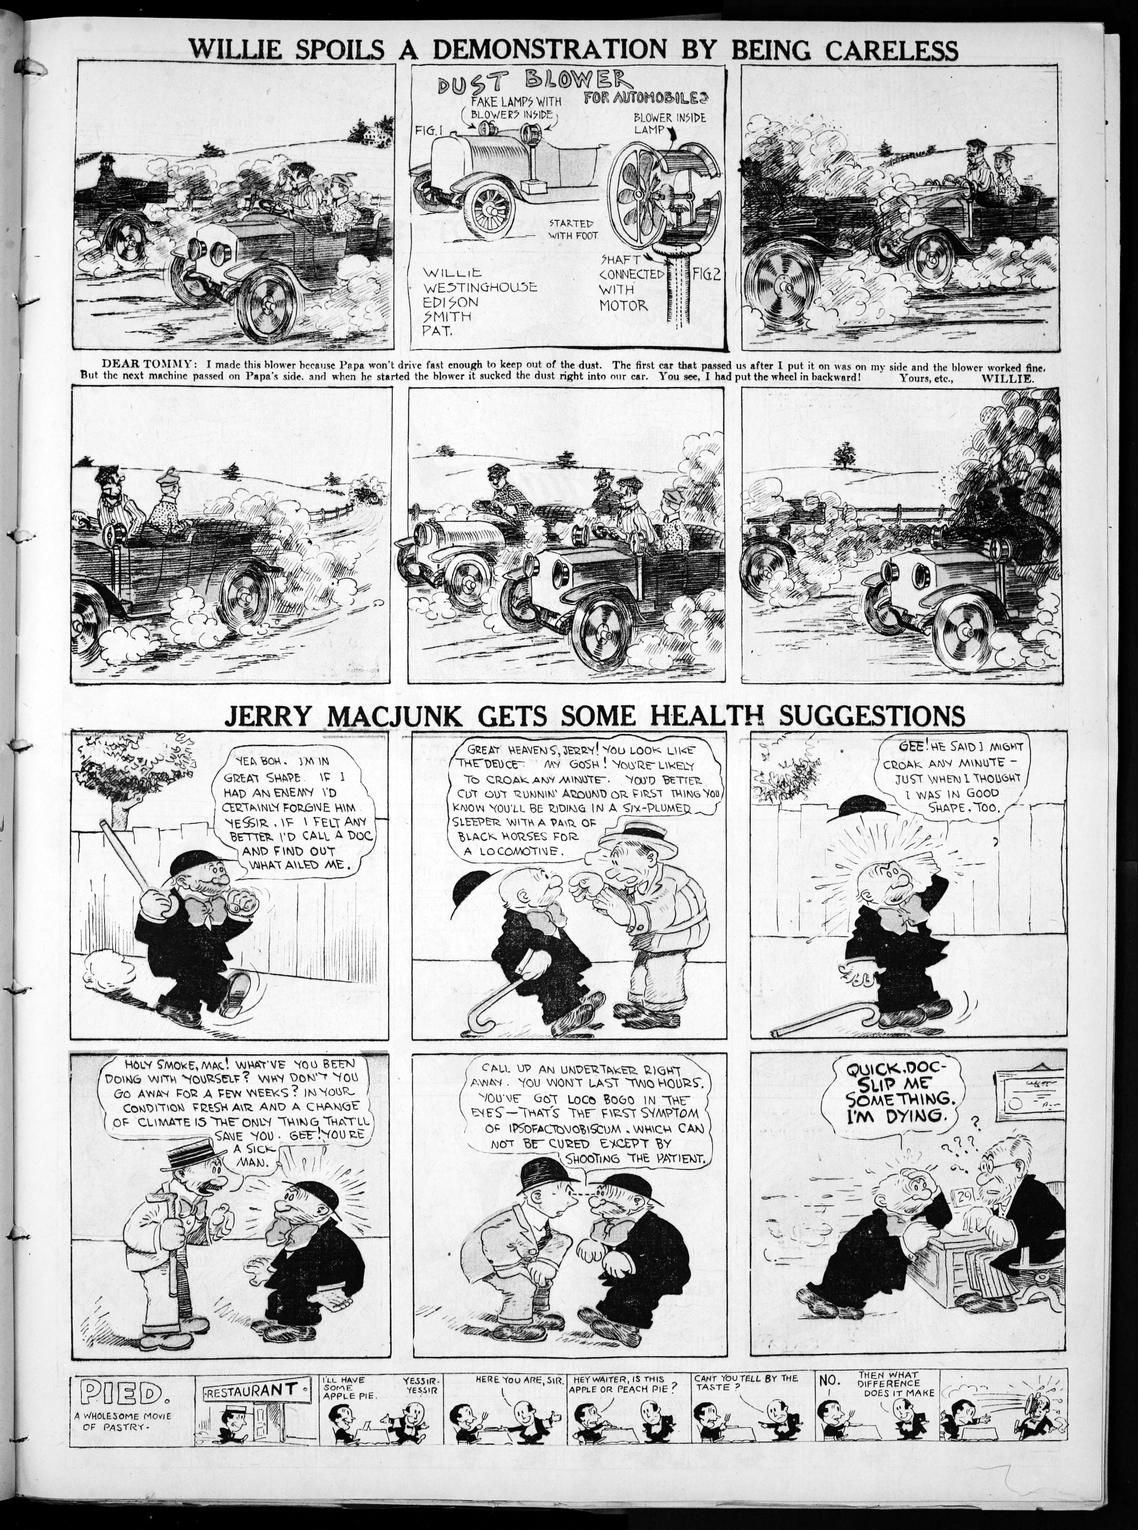 WILLIE SPOILS A DEMONSTRATION BY BEING CARELESS
DUST BLOWER
FOR AUTOMOBILES
FAKE LAMPS WITH
BLOWERS INSIDE
FIG. 1
BLOWER INSIDE
LAMP
STARTED
WITH FOOT
SHAFT
CONNECTED
WITH
MOTOR
FIG. 2
WILLIE
WESTINGHOUSE
EDISON
SMITH
PAT.
DEAR TOMMY: I made this blower because Papa won't drive fast enough to keep out of the dust. The first car that passed us after I put it on was on my side and the blower worked fine.
But the next machine passed on Papa's side, and when he started the blower it sucked the dust right into our car. You see, I had put the wheel in backward! Yours, etc., WILLIE.
JERRY MACJUNK GETS SOME HEALTH SUGGESTIONS
YEA BOH. I'M IN
GREAT SHAPE. IF I
HAD AN ENEMY I'D
CERTAINLY FORGIVE HIM
YESSIR. IF I FELT ANY
BETTER I'D CALL A DOC
AND FIND OUT
WHAT AILED ME.
GREAT HEAVENS, JERRY! YOU LOOK LIKE
THE DEUCE. MY GOSH! YOU'RE LIKELY
TO CROAK ANY MINUTE. YOU'D BETTER
CUT OUT RUNNIN' AROUND OR FIRST THING YOU
KNOW YOU'LL BE RIDING IN A SIX-PLUMED
SLEEPER WITH A PAIR OF
BLACK HORSES FOR
A LOCOMOTIVE.
GEE! HE SAID I MIGHT
CROAK ANY MINUTE -
JUST WHEN I THOUGHT
I WAS IN GOOD
SHAPE, TOO.
HOLY SMOKE, MAC! WHAT'VE YOU BEEN
DOING WITH YOURSELF? WHY DON'T YOU
GO AWAY FOR A FEW WEEKS? IN YOUR
CONDITION FRESH AIR AND A CHANGE
OF CLIMATE IS THE ONLY THING THAT'LL
SAVE YOU. GEE! YOU'RE
A SICK
MAN.
CALL UP AN UNDERTAKER RIGHT
AWAY. YOU WON'T LAST TWO HOURS.
YOU'VE GOT LOCO BOGO IN THE
EYES - THAT'S THE FIRST SYMPTOM
OF IPSOFACTOVOBISCUM, WHICH CAN
NOT BE CURED EXCEPT BY
SHOOTING THE PATIENT.
QUICK, DOC-
SLIP ME
SOMETHING.
I'M DYING.
? ? ? ?
29
PIED.
A WHOLESOME MOVIE
OF PASTRY.
RESTAURANT
I'LL HAVE
SOME
APPLE PIE.
YESSIR-
YESSIR
HERE YOU ARE, SIR.
HEY WAITER, IS THIS
APPLE OR PEACH PIE?
CAN'T YOU TELL BY THE
TASTE?
NO.
THEN WHAT
DIFFERENCE
DOES IT MAKE